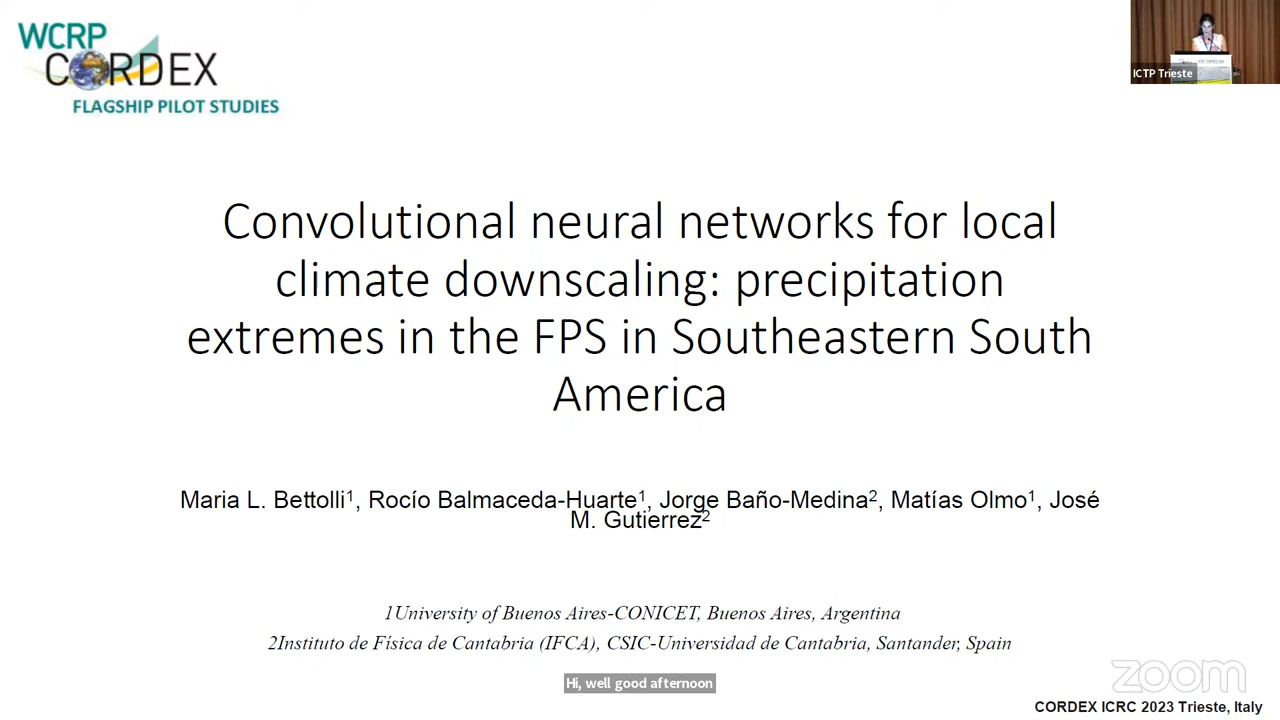 WCRP
CORDEX
FLAGSHIP PILOT STUDIES
ICTP Trieste
Convolutional neural networks for local
climate downscaling: precipitation
extremes in the FPS in Southeastern South
America
Maria L. Bettolli¹, Rocío Balmaceda-Huarte¹, Jorge Baño-Medina², Matías Olmo¹, José
M. Gutierrez²
1University of Buenos Aires-CONICET, Buenos Aires, Argentina
2Instituto de Física de Cantabria (IFCA), CSIC-Universidad de Cantabria, Santander, Spain
Hi, well good afternoon
zoom
CORDEX ICRC 2023 Trieste, Italy